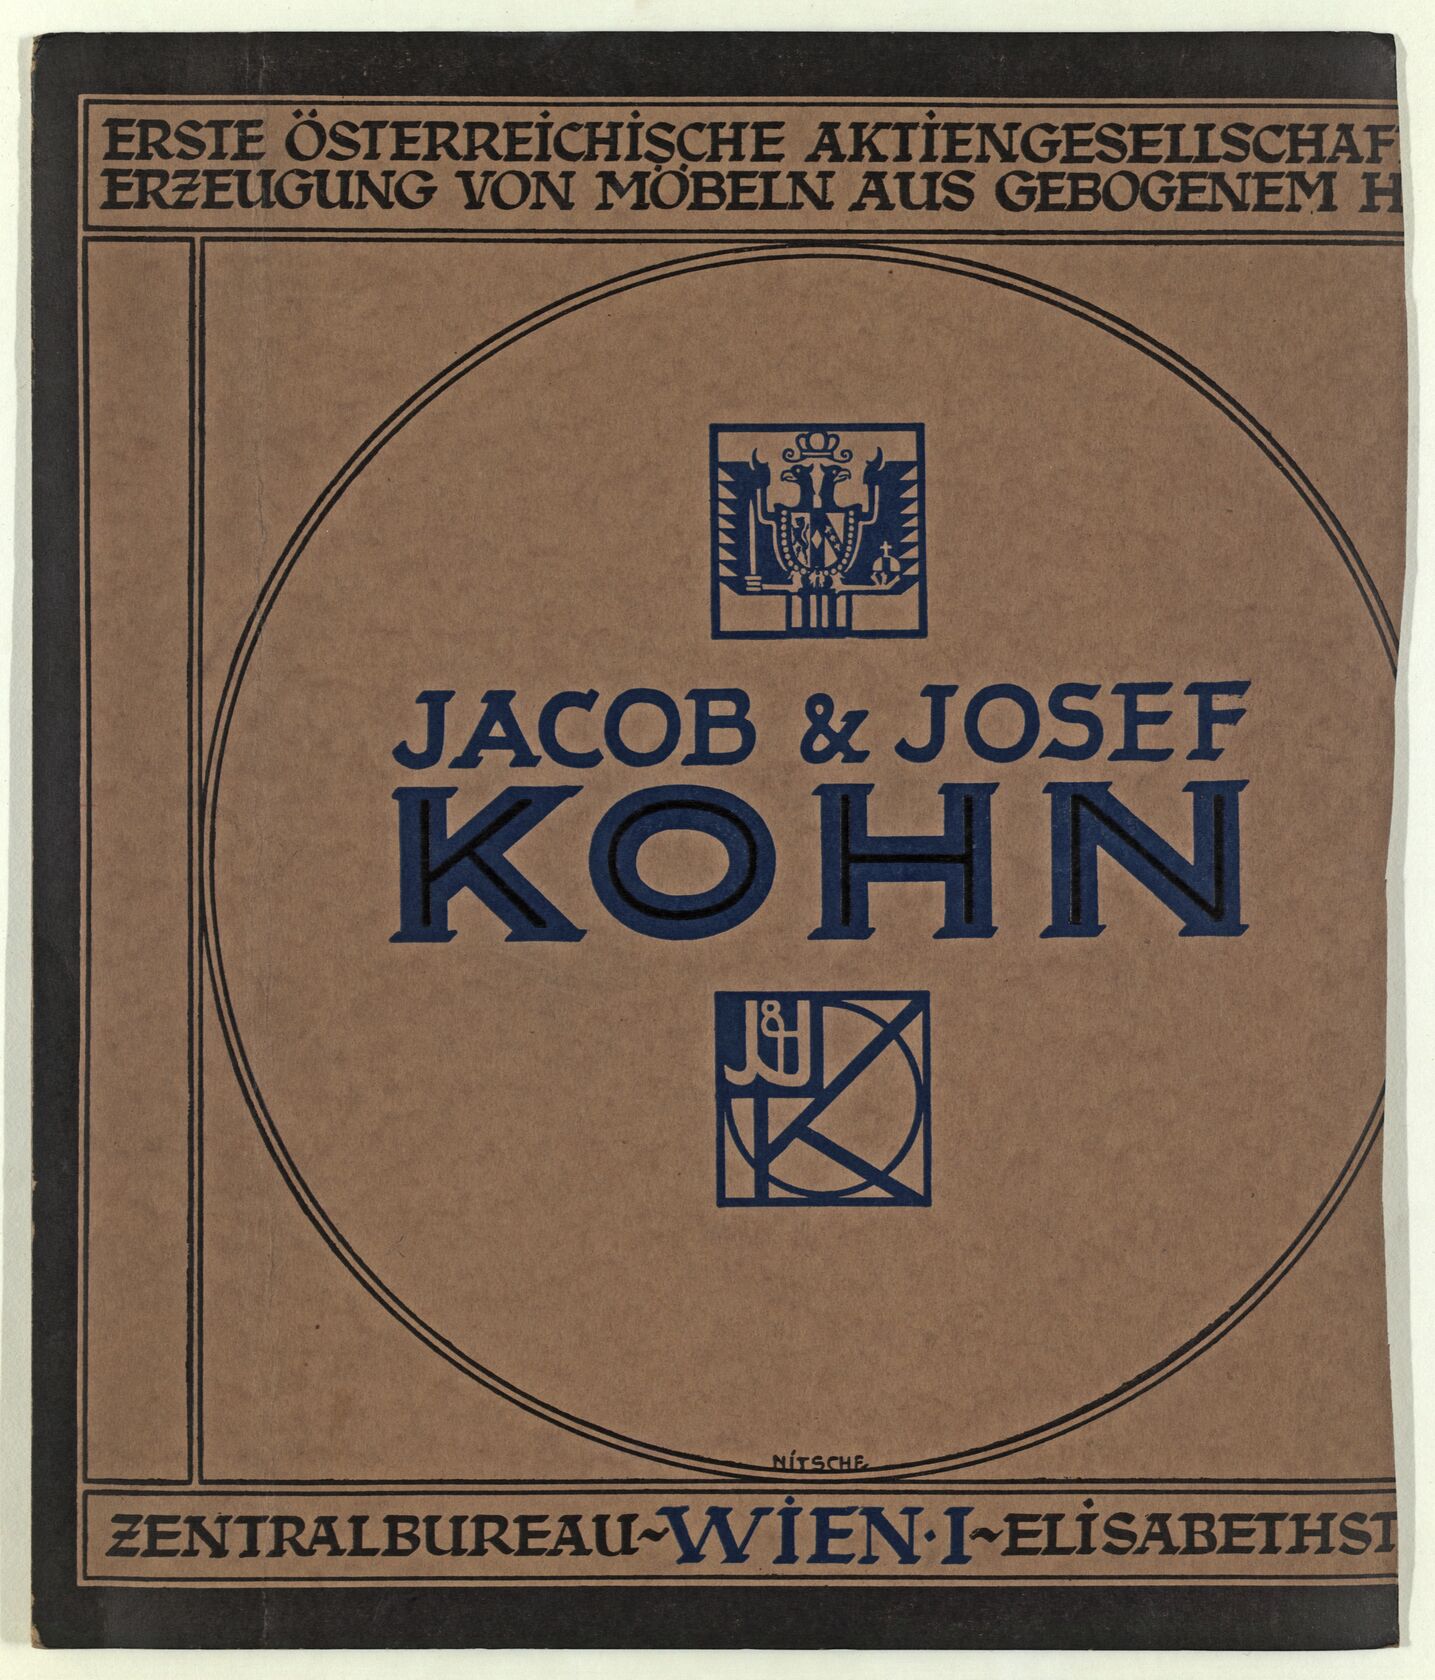 ERSTE ÖSTERREICHISCHE AKTIENGESELLSCHAF
ERZEUGUNG VON MÖBELN AUS GEBOGENEM H
JACOB & JOSEF
KOHN
J&J
K
NITSCHE
ZENTRALBUREAU~WIEN·I~ELISABETHST